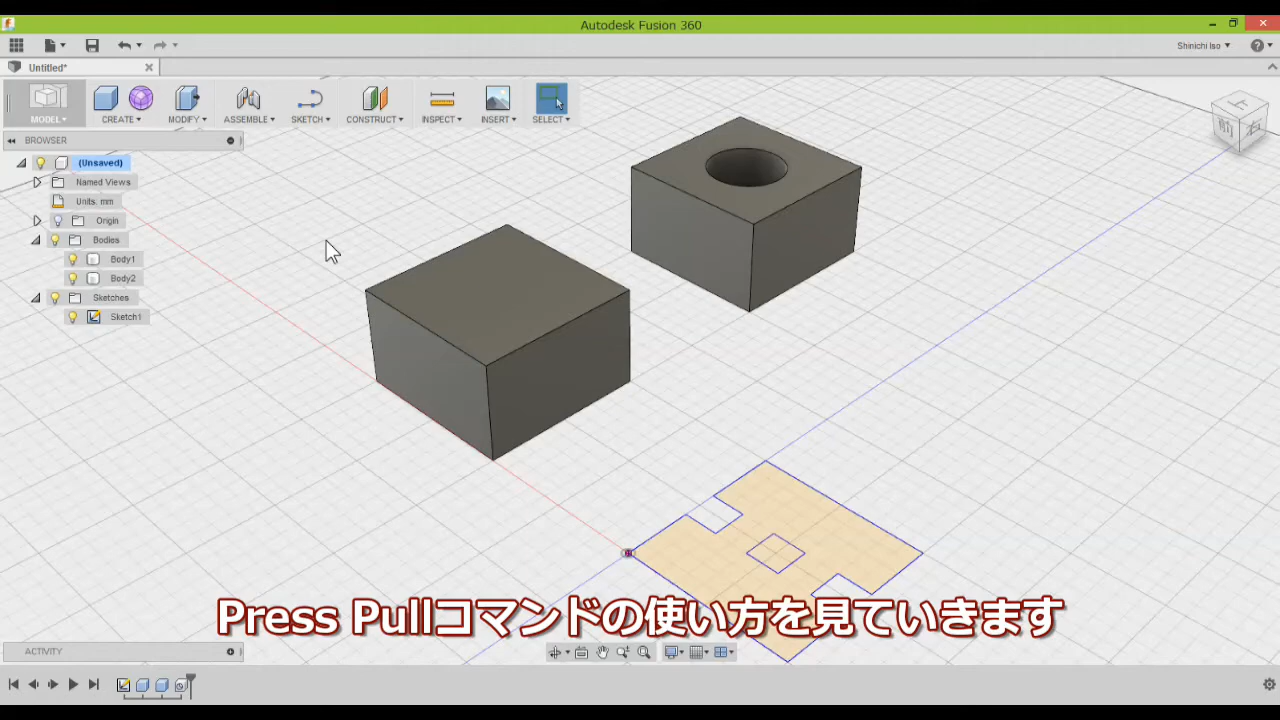 Autodesk Fusion 360
Shinichi Iso
Untitled*
MODEL
CREATE
MODIFY
ASSEMBLE
SKETCH
CONSTRUCT
INSPECT
INSERT
SELECT
BROWSER
(Unsaved)
Named Views
Units: mm
Origin
Bodies
Body1
Body2
Sketches
Sketch1
Press Pullコマンドの使い方を見ていきます
ACTIVITY